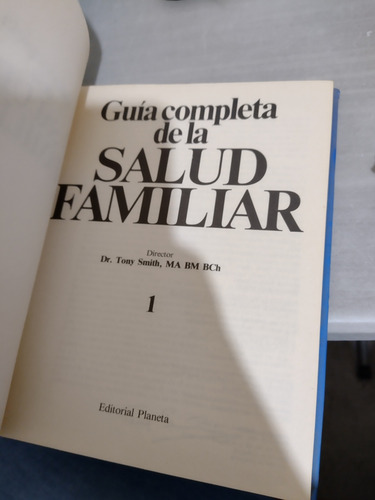 Guía completa
de la
SALUD
FAMILIAR
Director
Dr. Tony Smith, MA BM BCh
1
Editorial Planeta